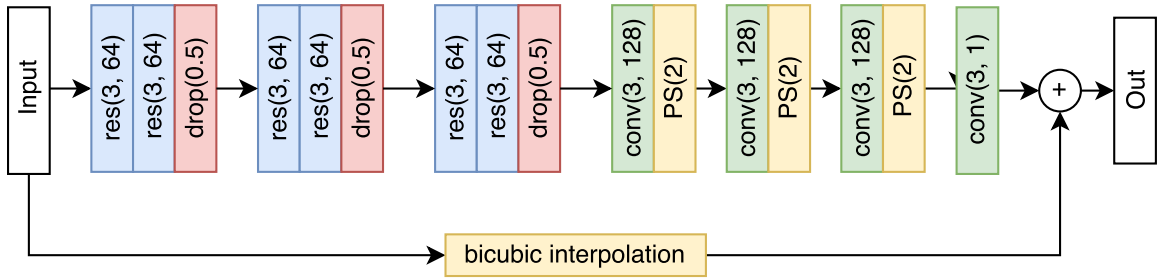 Input
res(3, 64)
res(3, 64)
drop(0.5)
res(3, 64)
res(3, 64)
drop(0.5)
res(3, 64)
res(3, 64)
drop(0.5)
conv(3, 128)
PS(2)
conv(3, 128)
PS(2)
conv(3, 128)
PS(2)
conv(3, 1)
+
Out
bicubic interpolation